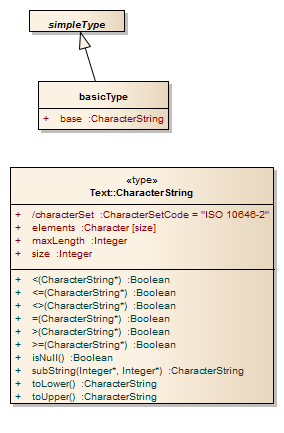 simpleType
basicType
+ base :CharacterString
«type»
Text::CharacterString
+ /characterSet :CharacterSetCode = "ISO 10646-2"
+ elements :Character [size]
+ maxLength :Integer
+ size :Integer
+ <(CharacterString*) :Boolean
+ <=(CharacterString*) :Boolean
+ <>(CharacterString*) :Boolean
+ =(CharacterString*) :Boolean
+ >(CharacterString*) :Boolean
+ >=(CharacterString*) :Boolean
+ isNull() :Boolean
+ subString(Integer*, Integer*) :CharacterString
+ toLower() :CharacterString
+ toUpper() :CharacterString